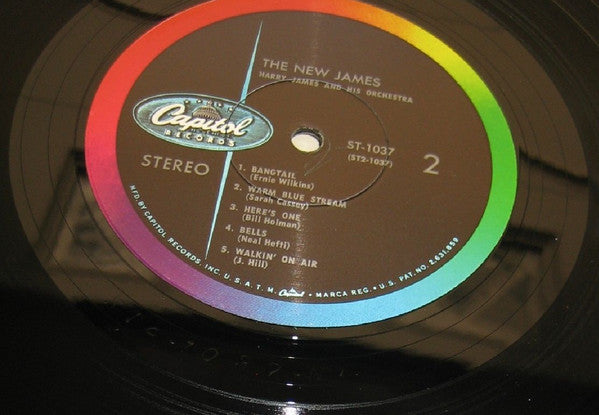 THE NEW JAMES
HARRY JAMES AND HIS ORCHESTRA
Capitol
RECORDS
STEREO
ST-1037
(ST2-1037)
2
1. BANGTAIL
(Ernie Wilkins)
2. WARM BLUE STREAM
(Sarah Cassey)
3. HERE'S ONE
(Bill Holman)
4. BELLS
(Neal Hefti)
5. WALKIN' ON AIR
(J. Hill)
MFD. BY CAPITOL RECORDS, INC. U.S.A. T.M. Capitol • MARCA REG. • U.S. PAT. NO. 2,631,859